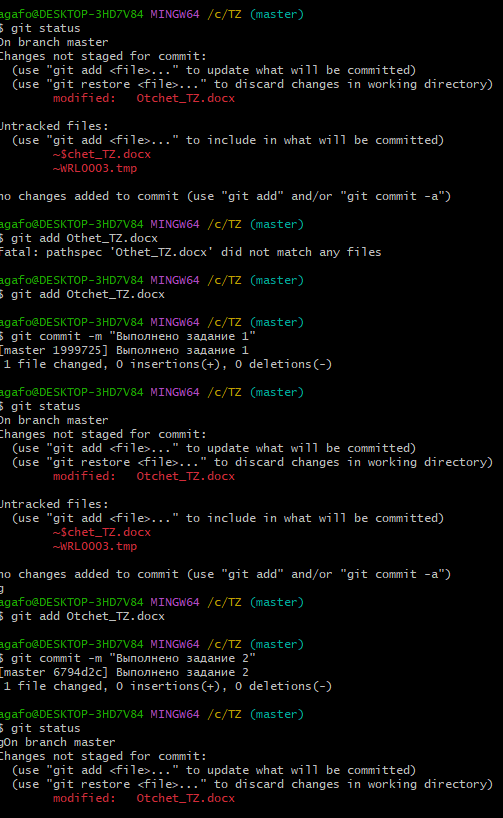 agafo@DESKTOP-3HD7V84 MINGW64 /c/TZ (master)
$ git status
On branch master
Changes not staged for commit:
(use "git add <file>..." to update what will be committed)
(use "git restore <file>..." to discard changes in working directory)
modified: Otchet_TZ.docx
Untracked files:
(use "git add <file>..." to include in what will be committed)
~$chet_TZ.docx
~WRL0003.tmp
no changes added to commit (use "git add" and/or "git commit -a")
agafo@DESKTOP-3HD7V84 MINGW64 /c/TZ (master)
$ git add Othet_TZ.docx
fatal: pathspec 'Othet_TZ.docx' did not match any files
agafo@DESKTOP-3HD7V84 MINGW64 /c/TZ (master)
$ git add Otchet_TZ.docx
agafo@DESKTOP-3HD7V84 MINGW64 /c/TZ (master)
$ git commit -m "Выполнено задание 1"
[master 1999725] Выполнено задание 1
1 file changed, 0 insertions(+), 0 deletions(-)
agafo@DESKTOP-3HD7V84 MINGW64 /c/TZ (master)
$ git status
On branch master
Changes not staged for commit:
(use "git add <file>..." to update what will be committed)
(use "git restore <file>..." to discard changes in working directory)
modified: Otchet_TZ.docx
Untracked files:
(use "git add <file>..." to include in what will be committed)
~$chet_TZ.docx
~WRL0003.tmp
no changes added to commit (use "git add" and/or "git commit -a")
g
agafo@DESKTOP-3HD7V84 MINGW64 /c/TZ (master)
$ git add Otchet_TZ.docx
agafo@DESKTOP-3HD7V84 MINGW64 /c/TZ (master)
$ git commit -m "Выполнено задание 2"
[master 6794d2c] Выполнено задание 2
1 file changed, 0 insertions(+), 0 deletions(-)
agafo@DESKTOP-3HD7V84 MINGW64 /c/TZ (master)
$ git status
gOn branch master
Changes not staged for commit:
(use "git add <file>..." to update what will be committed)
(use "git restore <file>..." to discard changes in working directory)
modified: Otchet_TZ.docx